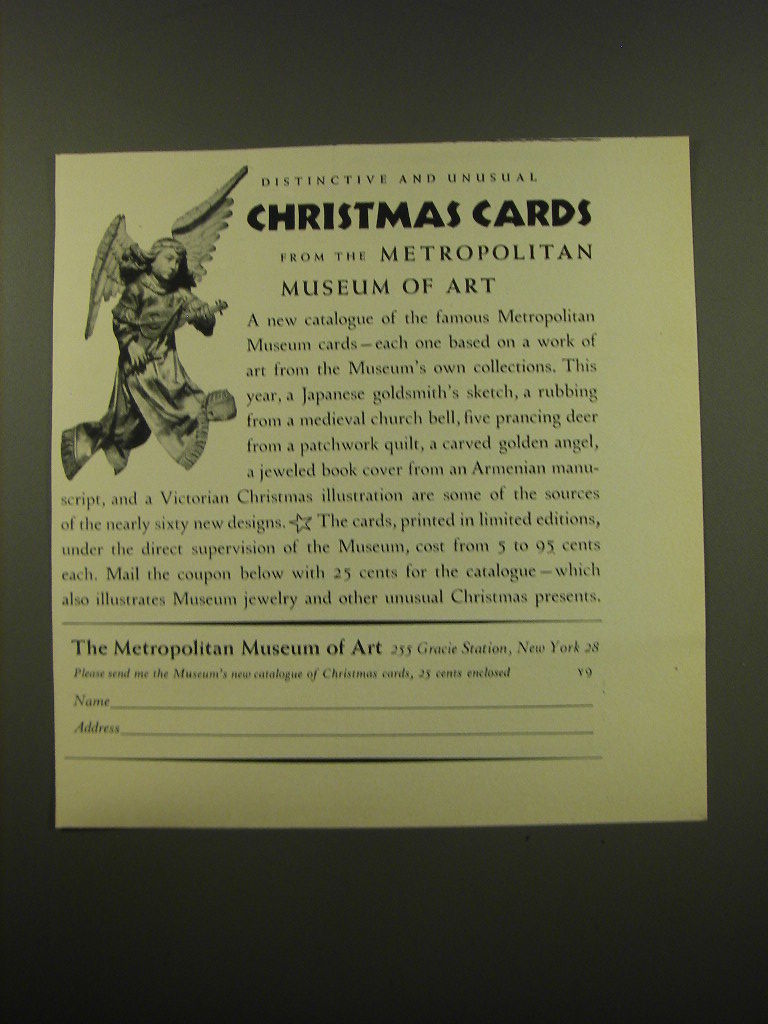 DISTINCTIVE AND UNUSUAL
CHRISTMAS CARDS
FROM THE METROPOLITAN
MUSEUM OF ART
A new catalogue of the famous Metropolitan
Museum cards—each one based on a work of
art from the Museum's own collections. This
year, a Japanese goldsmith's sketch, a rubbing
from a medieval church bell, five prancing deer
from a patchwork quilt, a carved golden angel,
a jeweled book cover from an Armenian manu-
script, and a Victorian Christmas illustration are some of the sources
of the nearly sixty new designs. The cards, printed in limited editions,
under the direct supervision of the Museum, cost from 5 to 95 cents
each. Mail the coupon below with 25 cents for the catalogue—which
also illustrates Museum jewelry and other unusual Christmas presents.
The Metropolitan Museum of Art 255 Gracie Station, New York 28
Please send me the Museum's new catalogue of Christmas cards, 25 cents enclosed Y9
Name
Address